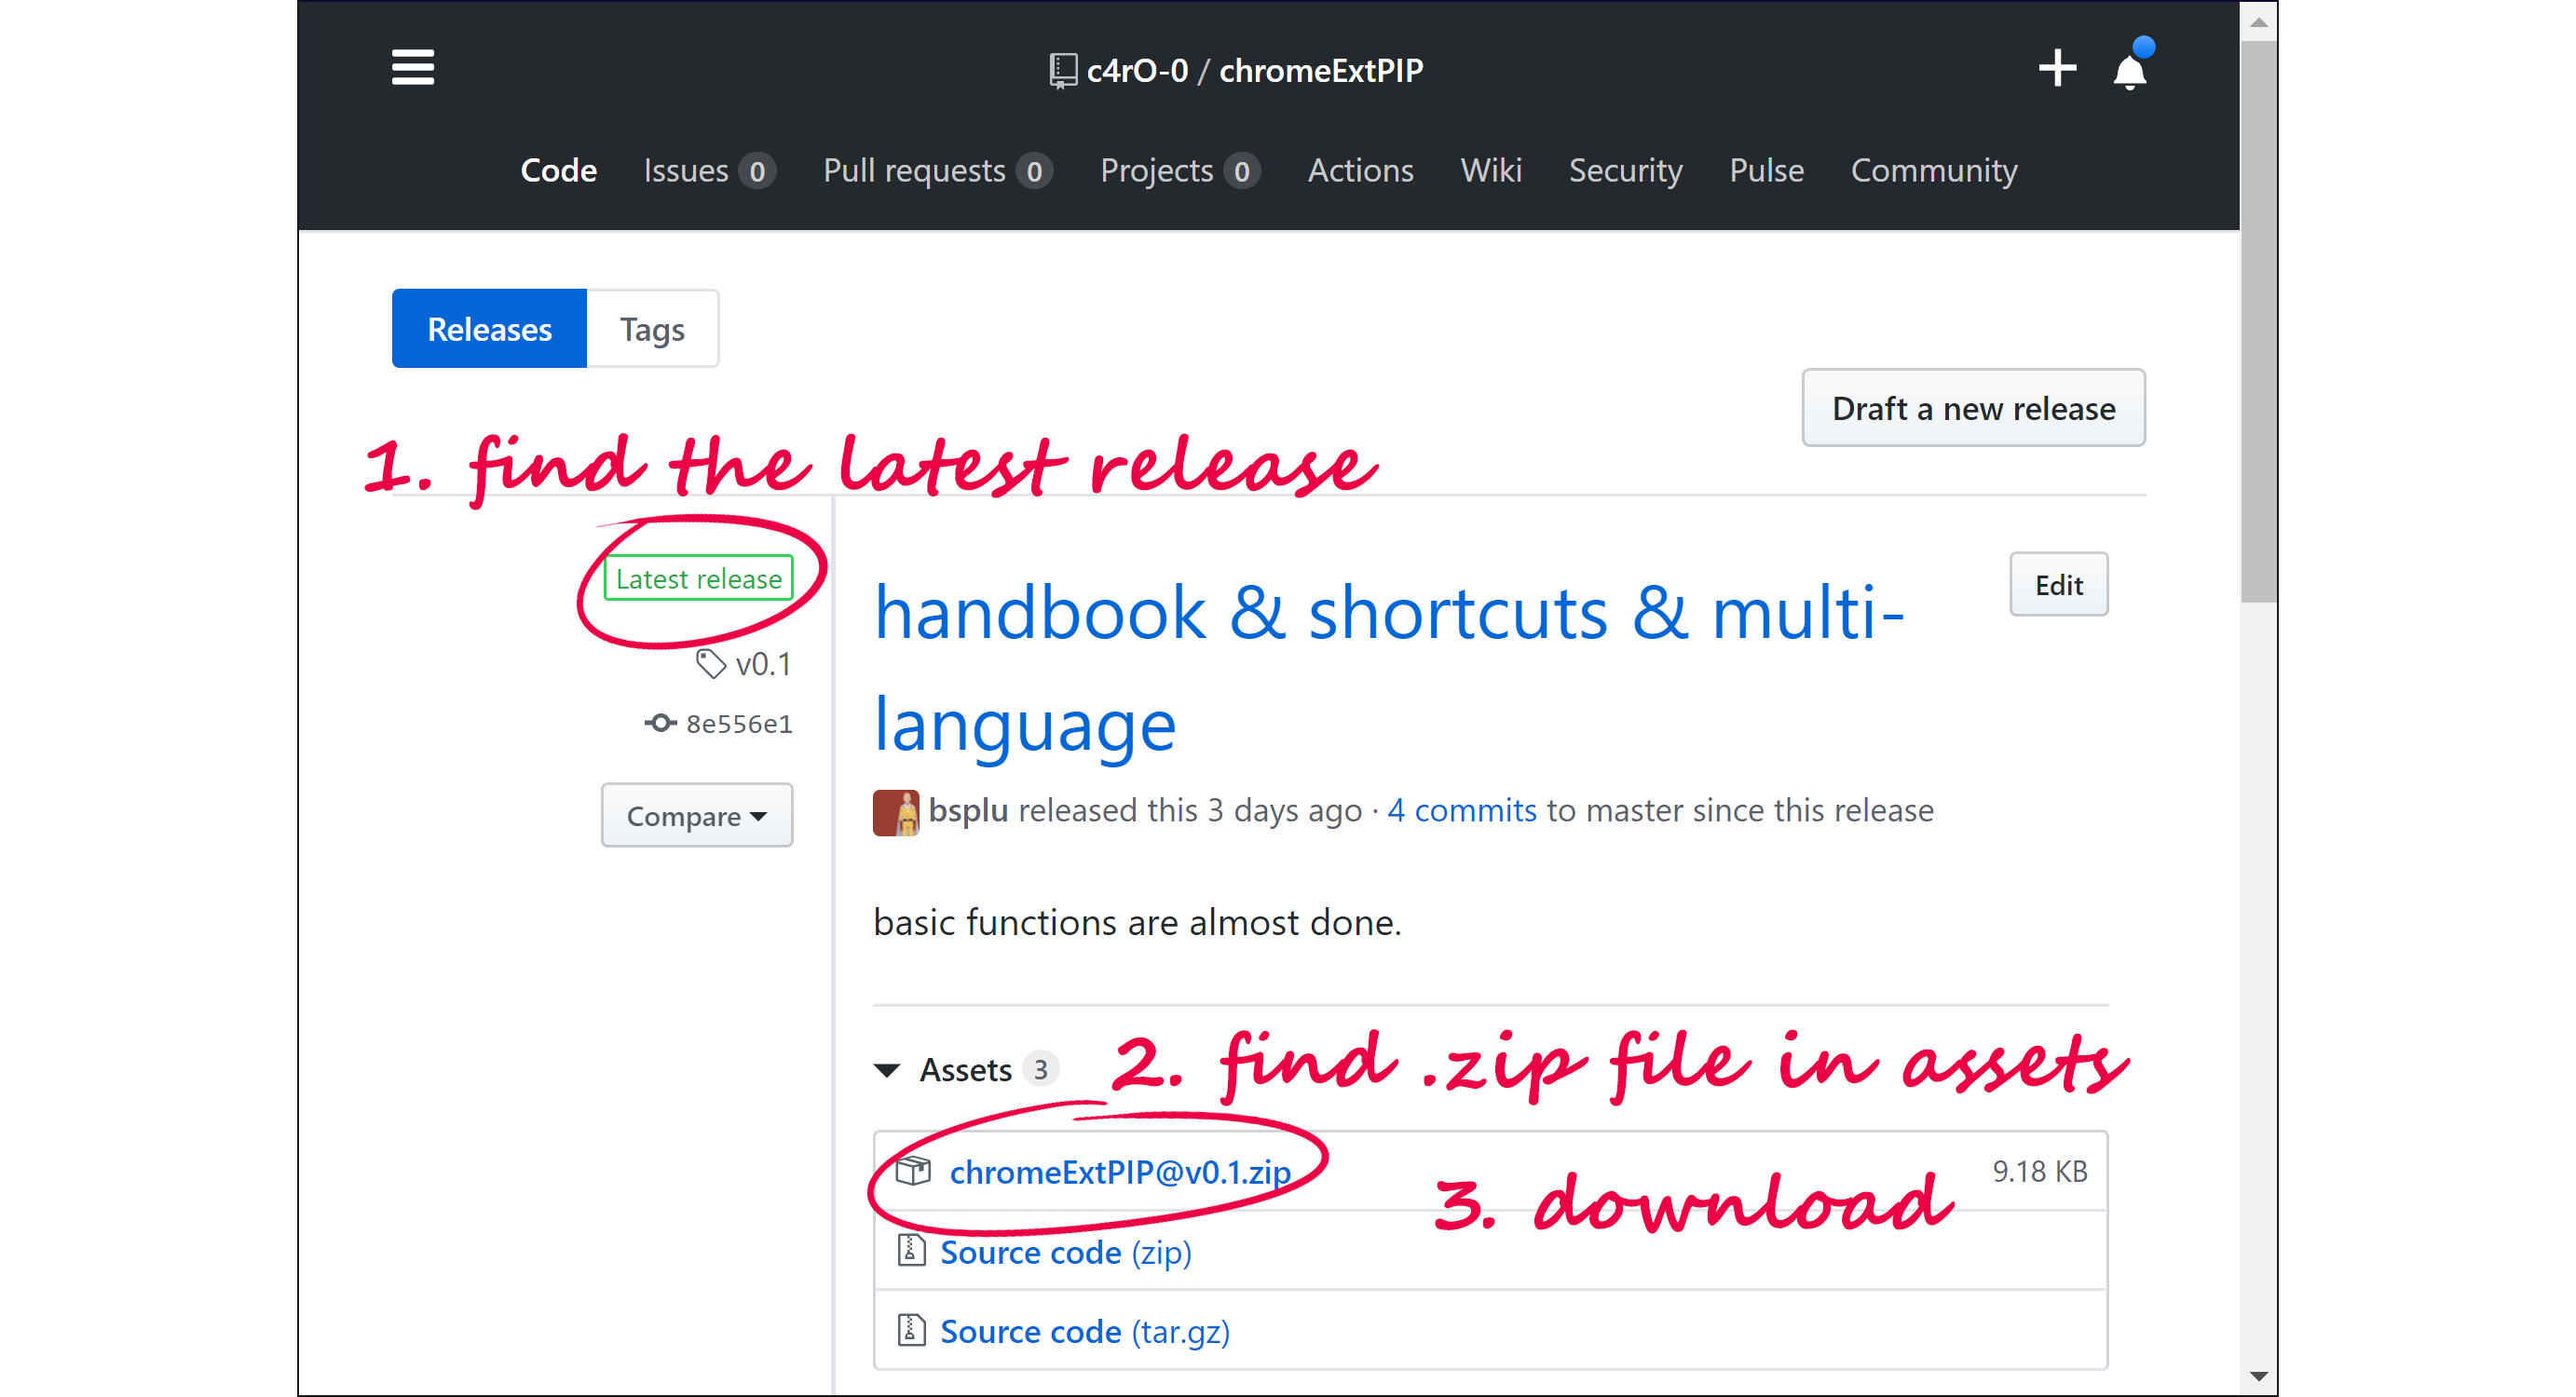 c4rO-0 / chromeExtPIP
Code Issues 0 Pull requests 0 Projects 0 Actions Wiki Security Pulse Community
Releases Tags
Draft a new release
1. find the latest release
Latest release
v0.1
8e556e1
Compare
handbook & shortcuts & multi-
language
Edit
bsplu released this 3 days ago · 4 commits to master since this release
basic functions are almost done.
Assets 3
2. find .zip file in assets
chromeExtPIP@v0.1.zip 9.18 KB
3. download
Source code (zip)
Source code (tar.gz)